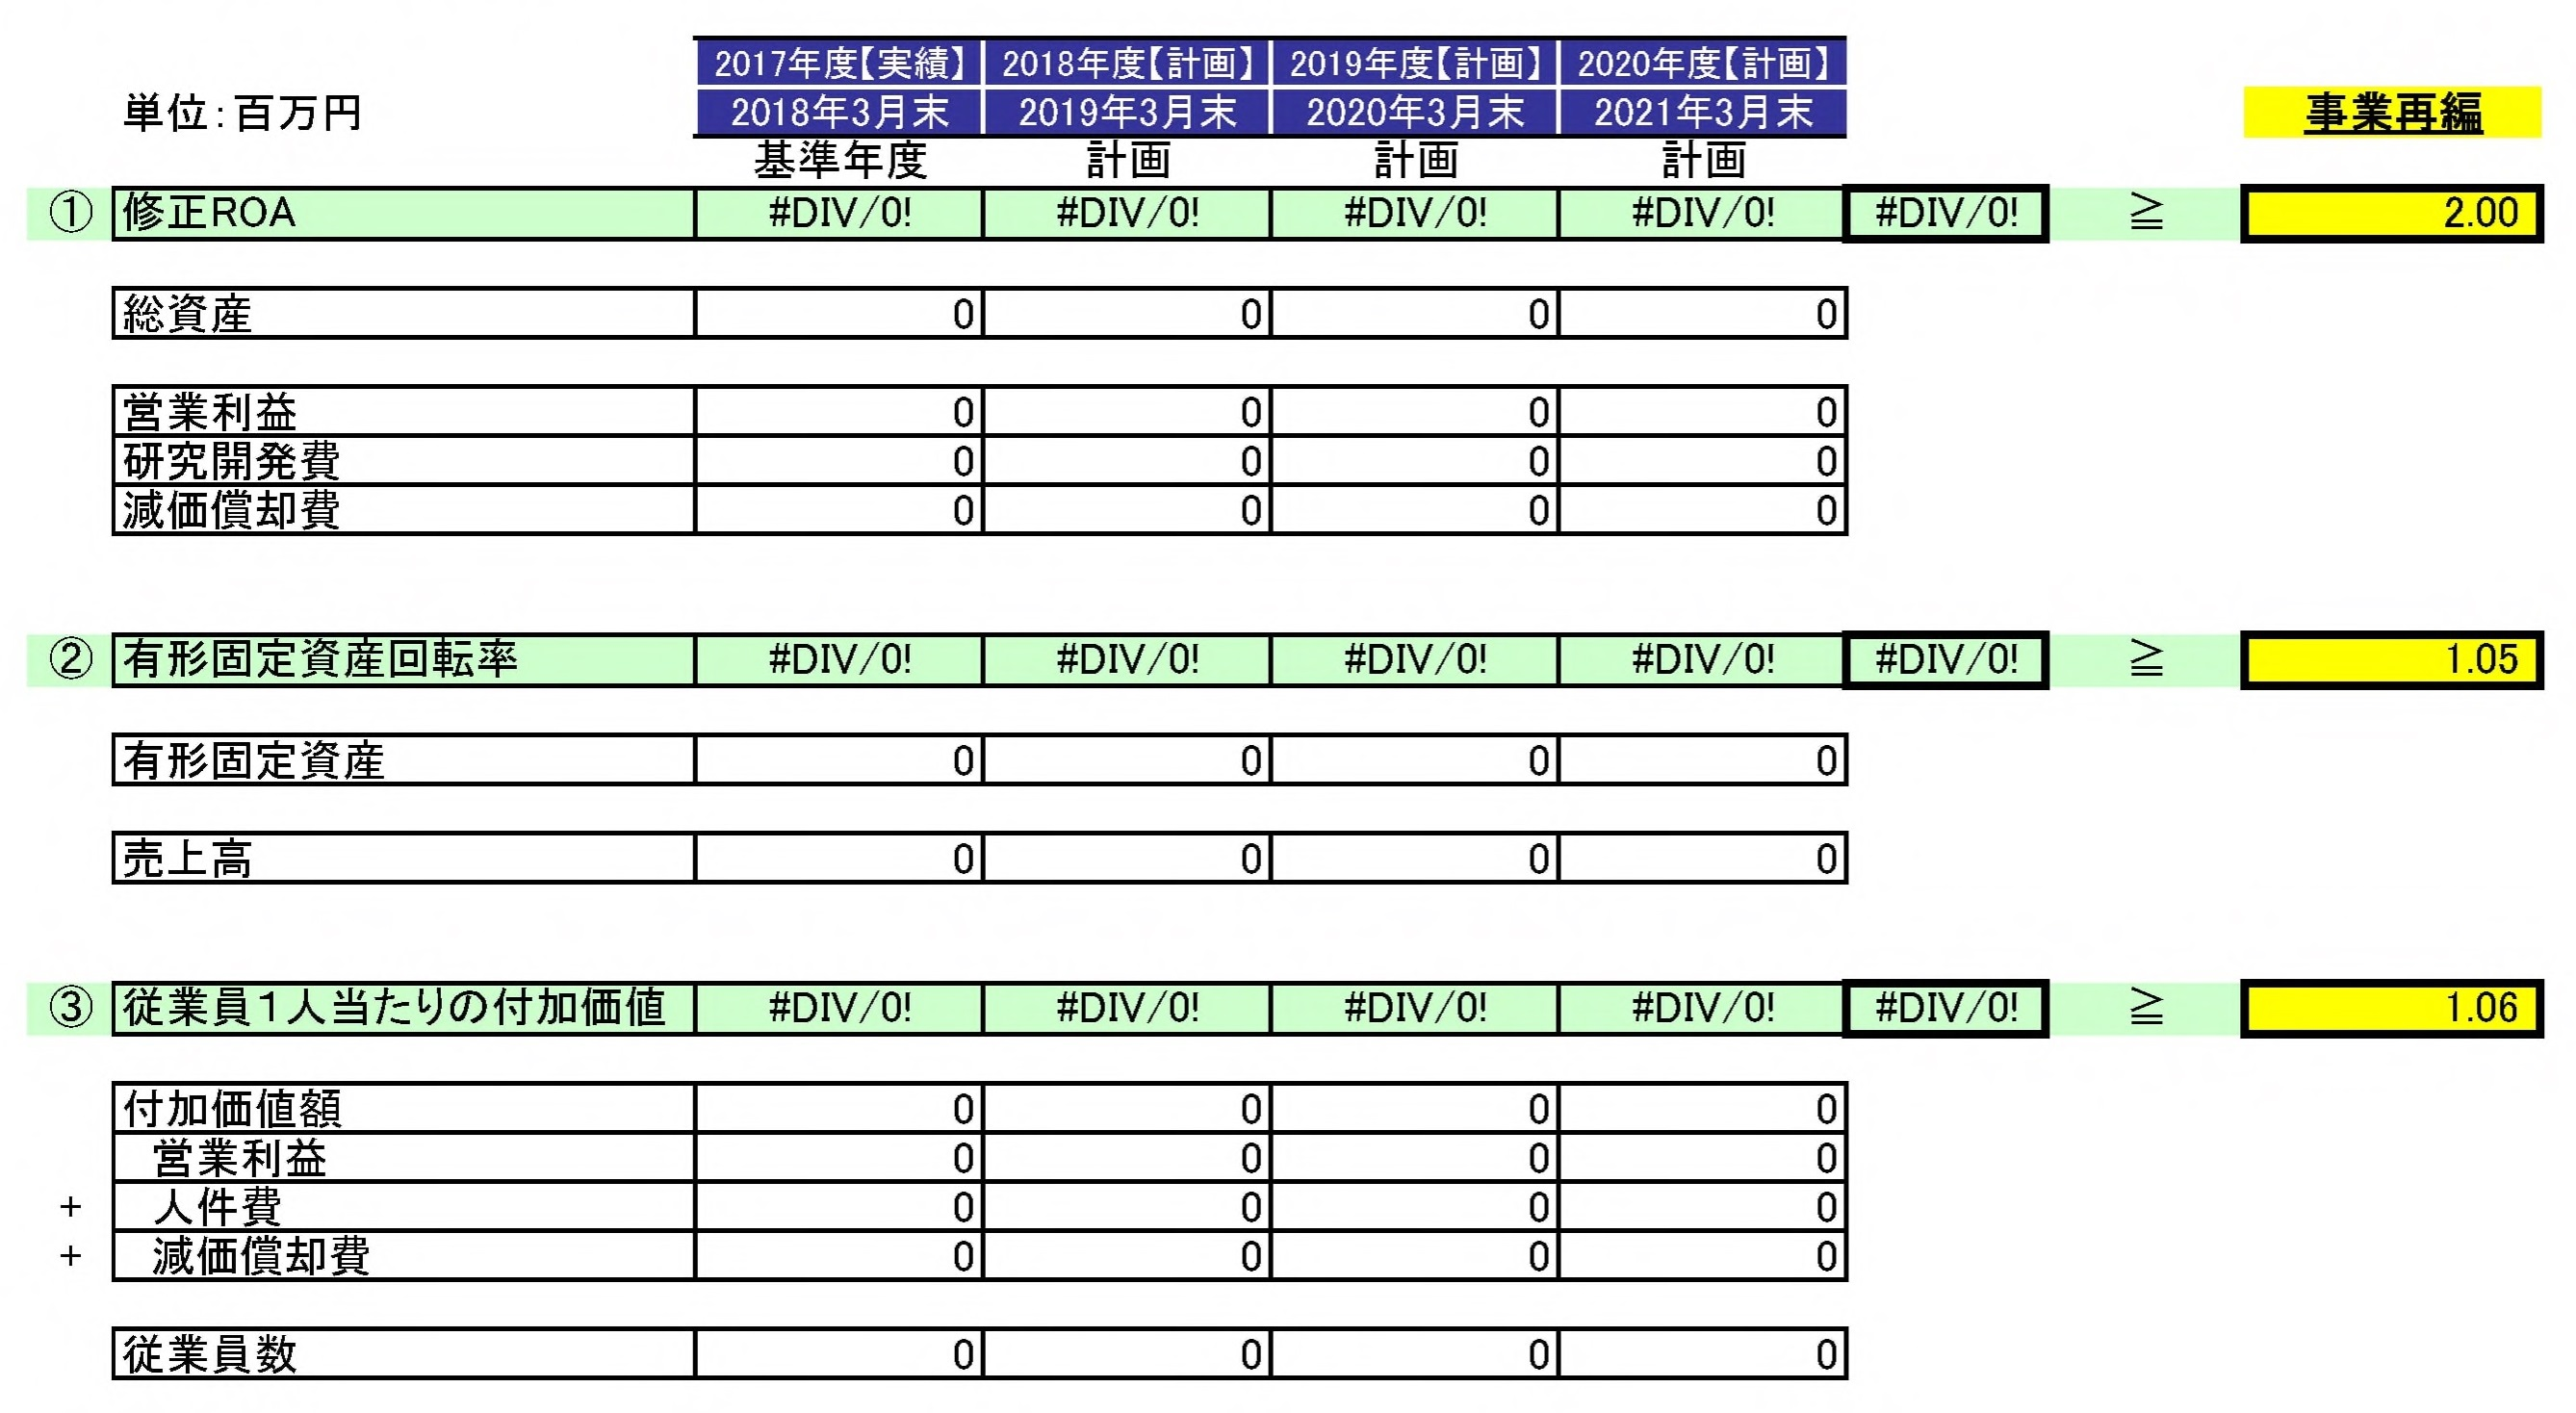 2017年度【実績】 2018年度【計画】 2019年度【計画】 2020年度【計画】
単位：百万円 2018年3月末 2019年3月末 2020年3月末 2021年3月末 事業再編
基準年度 計画 計画 計画
① 修正ROA #DIV/0! #DIV/0! #DIV/0! #DIV/0! #DIV/0! ≧ 2.00
総資産 0 0 0 0
営業利益 0 0 0 0
研究開発費 0 0 0 0
減価償却費 0 0 0 0
② 有形固定資産回転率 #DIV/0! #DIV/0! #DIV/0! #DIV/0! #DIV/0! ≧ 1.05
有形固定資産 0 0 0 0
売上高 0 0 0 0
③ 従業員１人当たりの付加価値 #DIV/0! #DIV/0! #DIV/0! #DIV/0! #DIV/0! ≧ 1.06
付加価値額 0 0 0 0
営業利益 0 0 0 0
+ 人件費 0 0 0 0
+ 減価償却費 0 0 0 0
従業員数 0 0 0 0